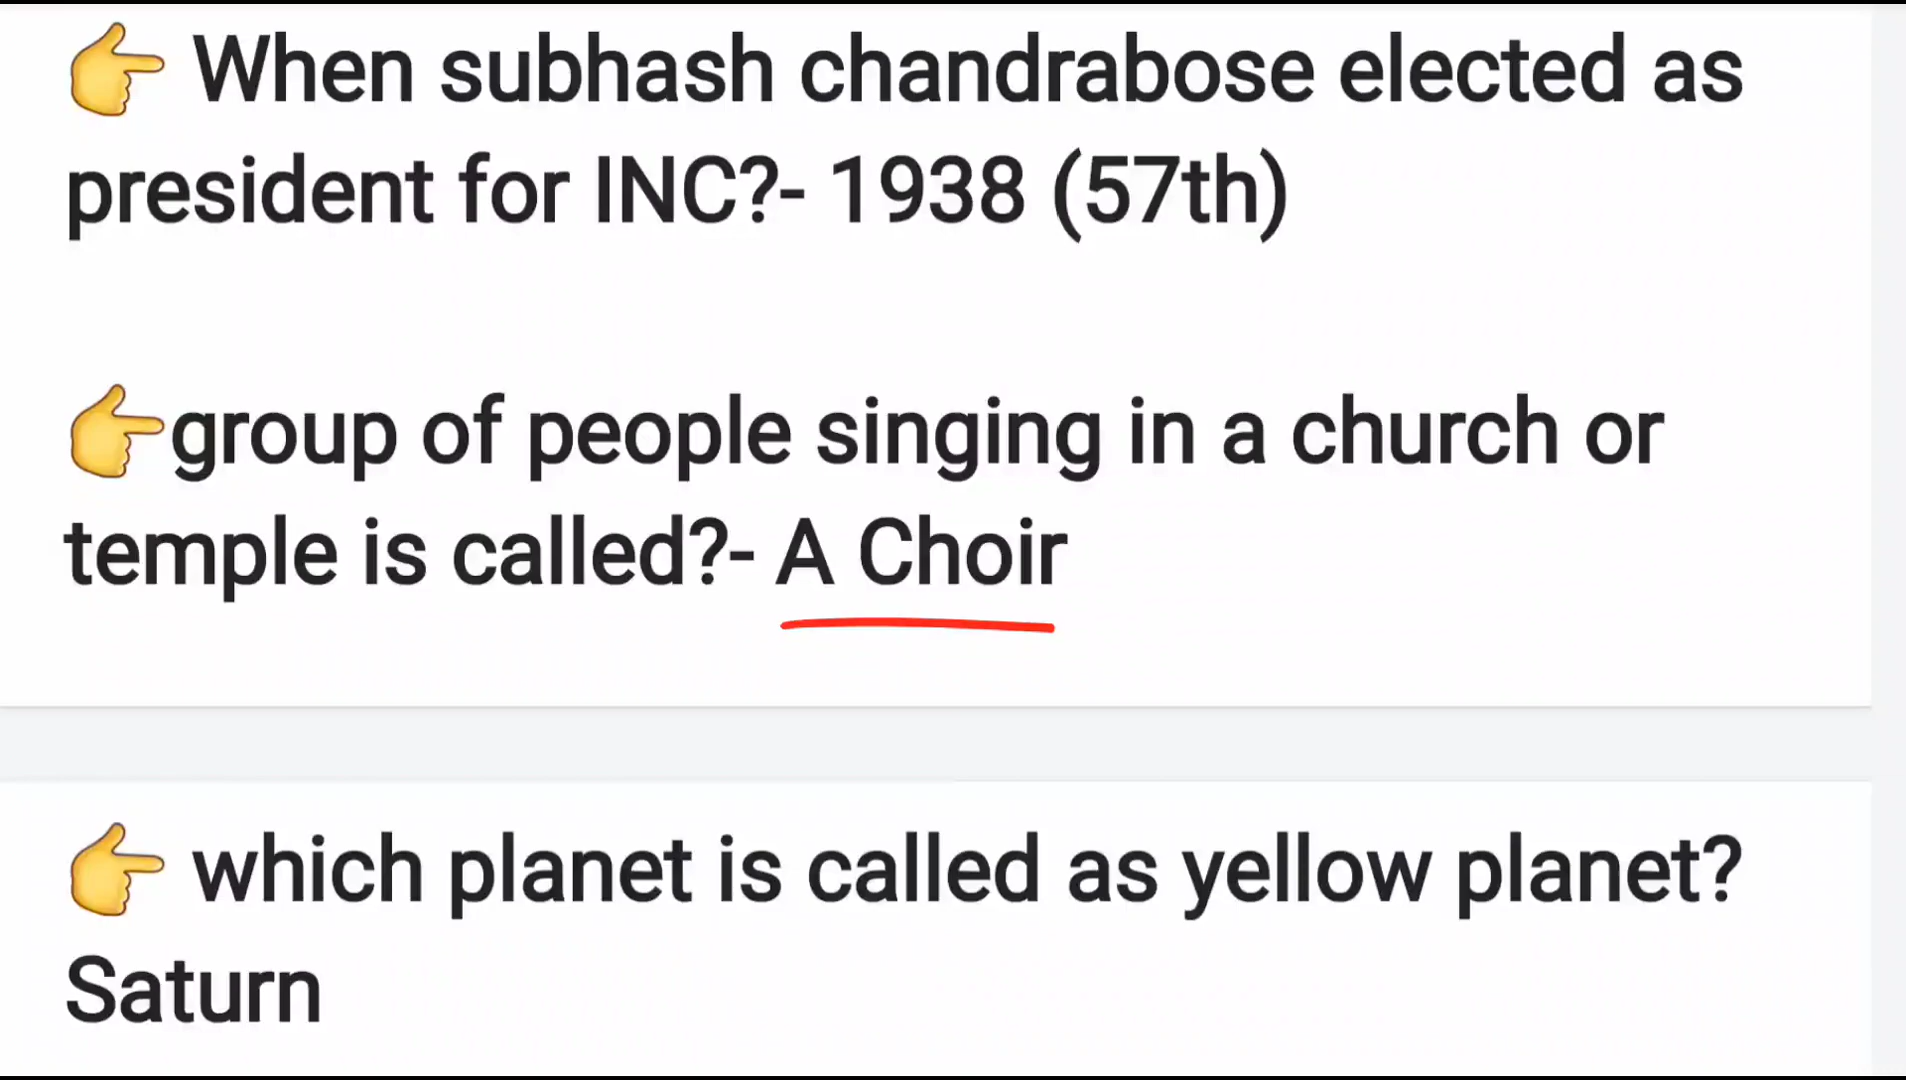 👉 When subhash chandrabose elected as
president for INC?- 1938 (57th)
👉group of people singing in a church or
temple is called?- A Choir
👉 which planet is called as yellow planet?
Saturn